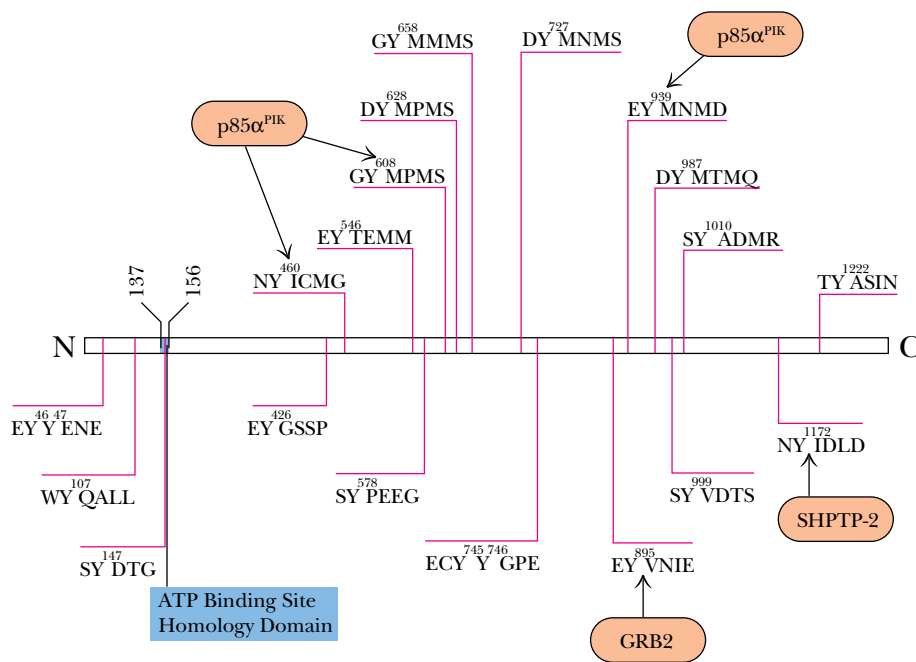 658
GY MMMS
727
DY MNMS
p85α^PIK
628
DY MPMS
939
EY MNMD
p85α^PIK
608
GY MPMS
987
DY MTMQ
546
EY TEMM
1010
SY ADMR
460
NY ICMG
1222
TY ASIN
137
156
N
C
46 47
EY Y ENE
426
EY GSSP
1172
NY IDLD
107
WY QALL
578
SY PEEG
999
SY VDTS
SHPTP-2
147
SY DTG
745 746
ECY Y GPE
895
EY VNIE
ATP Binding Site
Homology Domain
GRB2